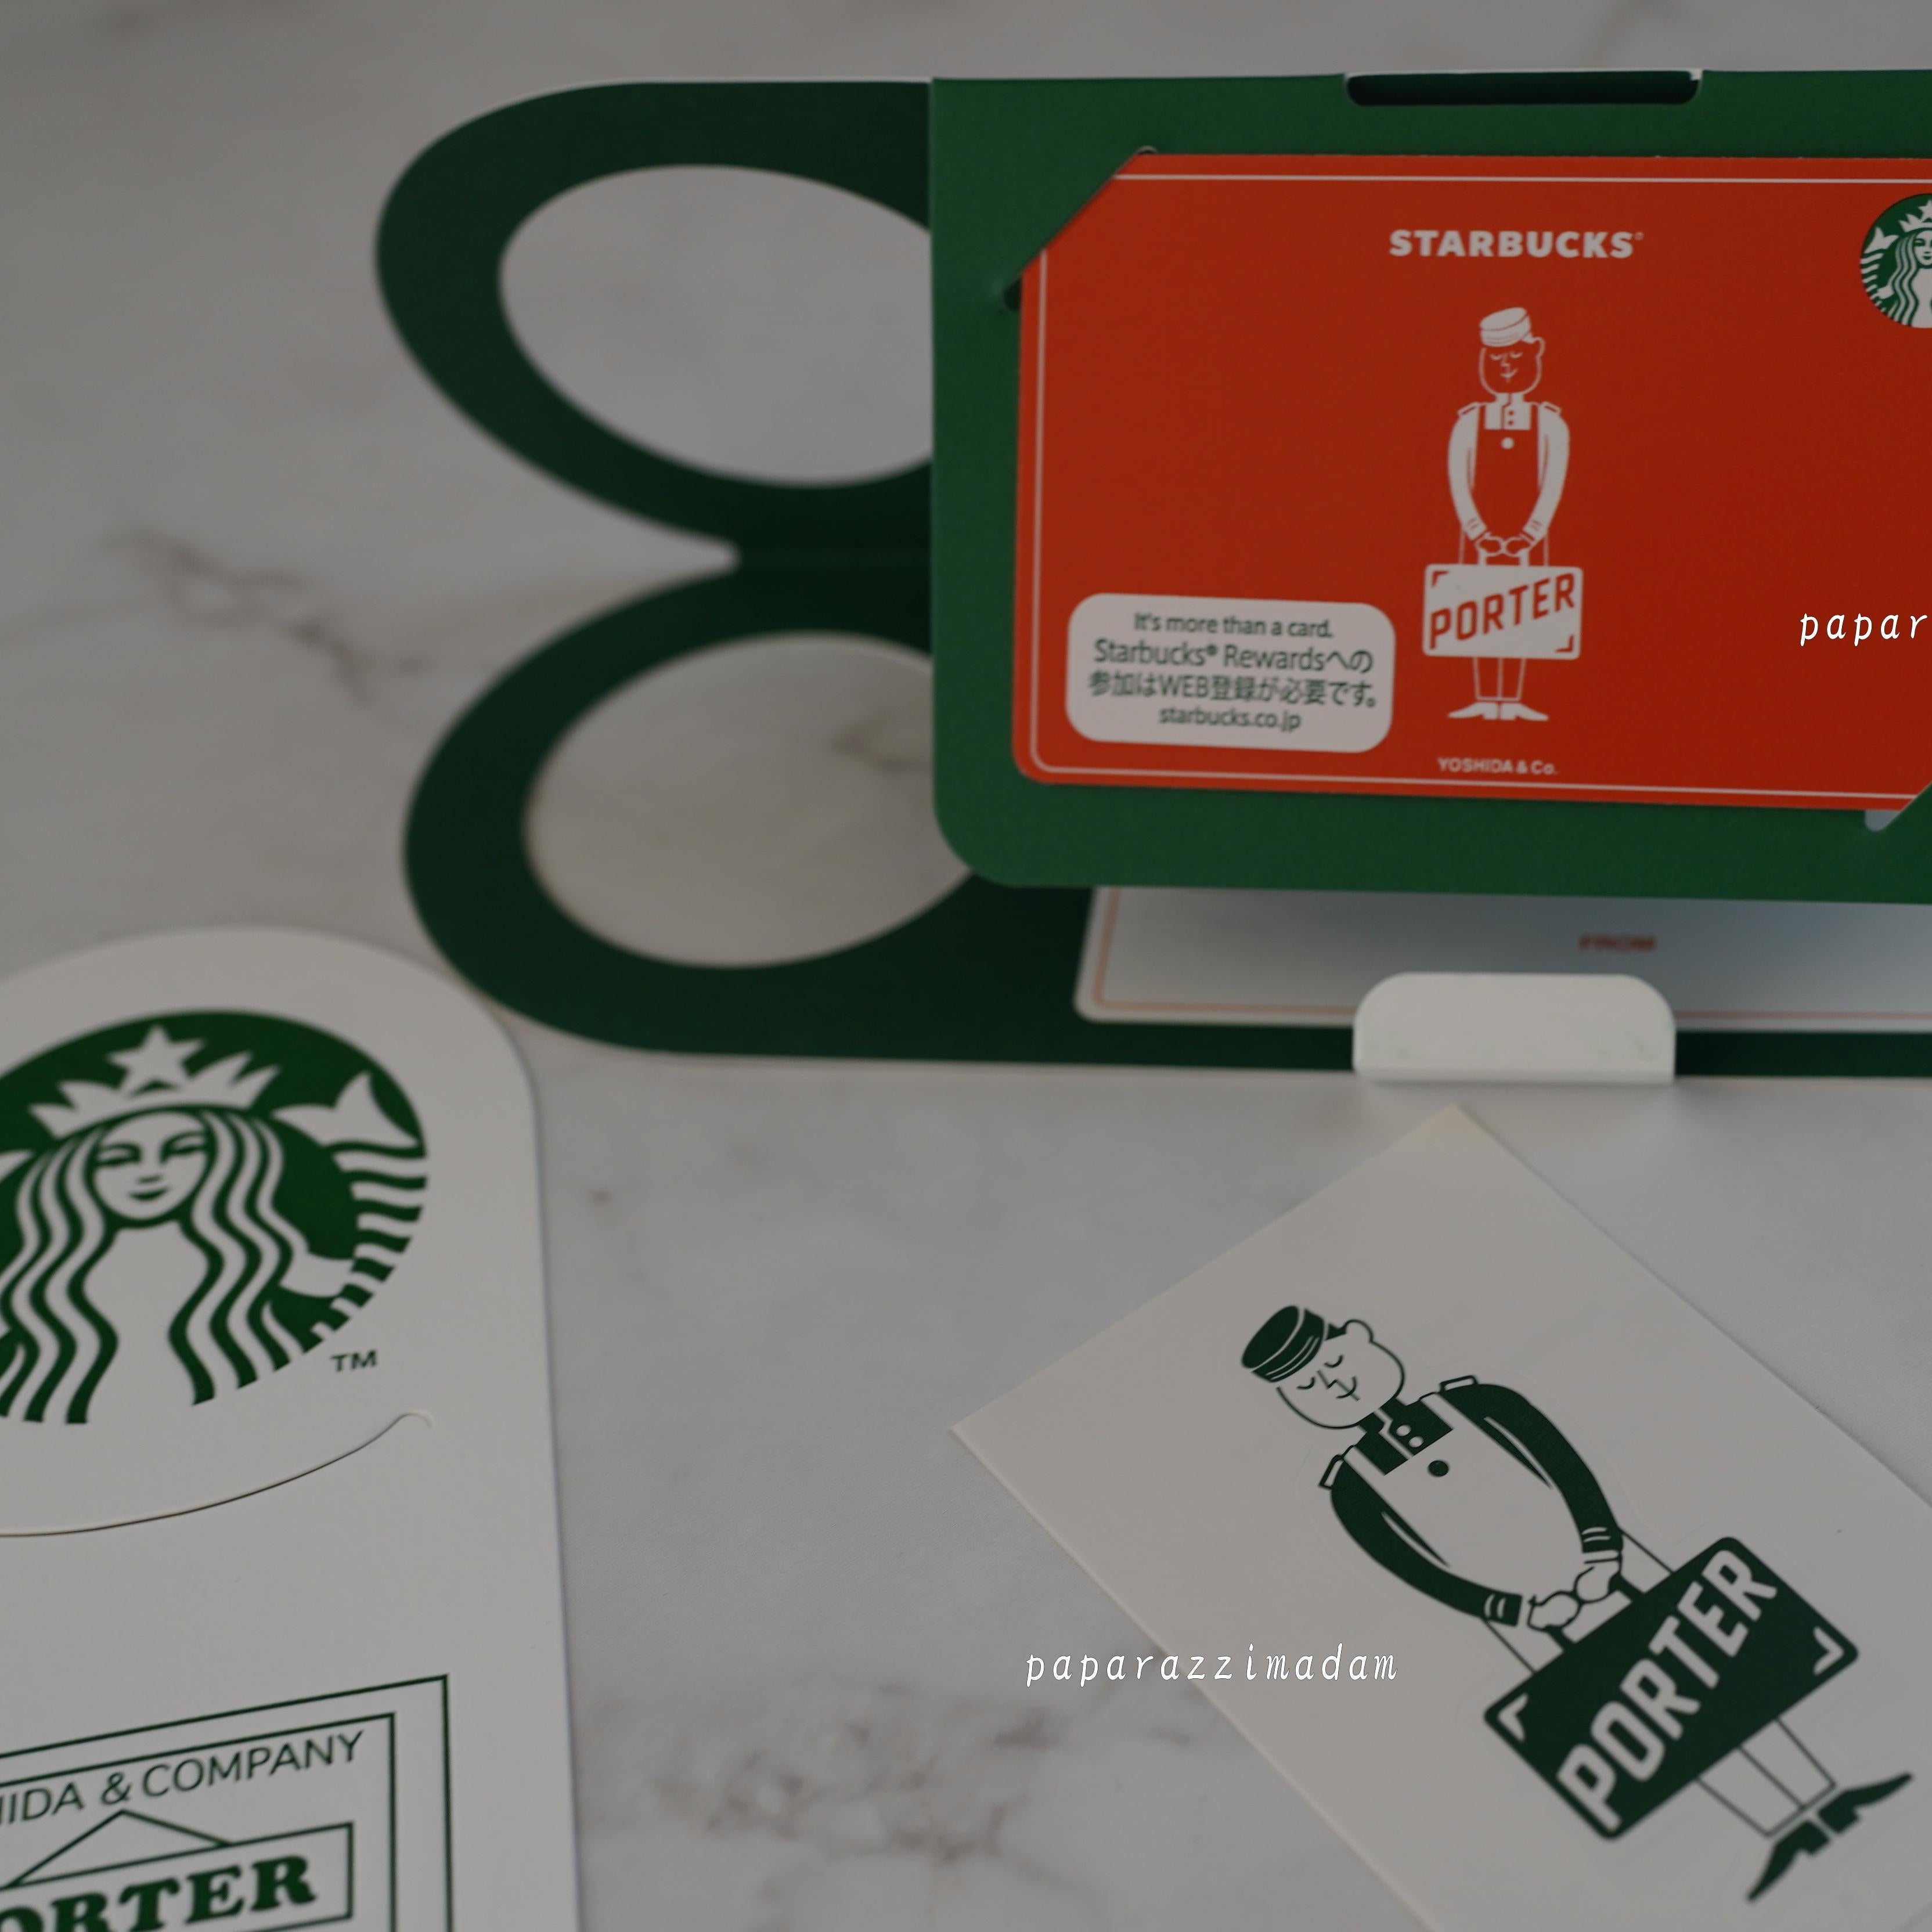 STARBUCKS
PORTER
It's more than a card.
Starbucks® Rewardsへの
参加はWEB登録が必要です。
starbucks.co.jp
YOSHIDA & Co.
papar
FROM
TM
PORTER
paparazzimadam
HIDA & COMPANY
ORTER